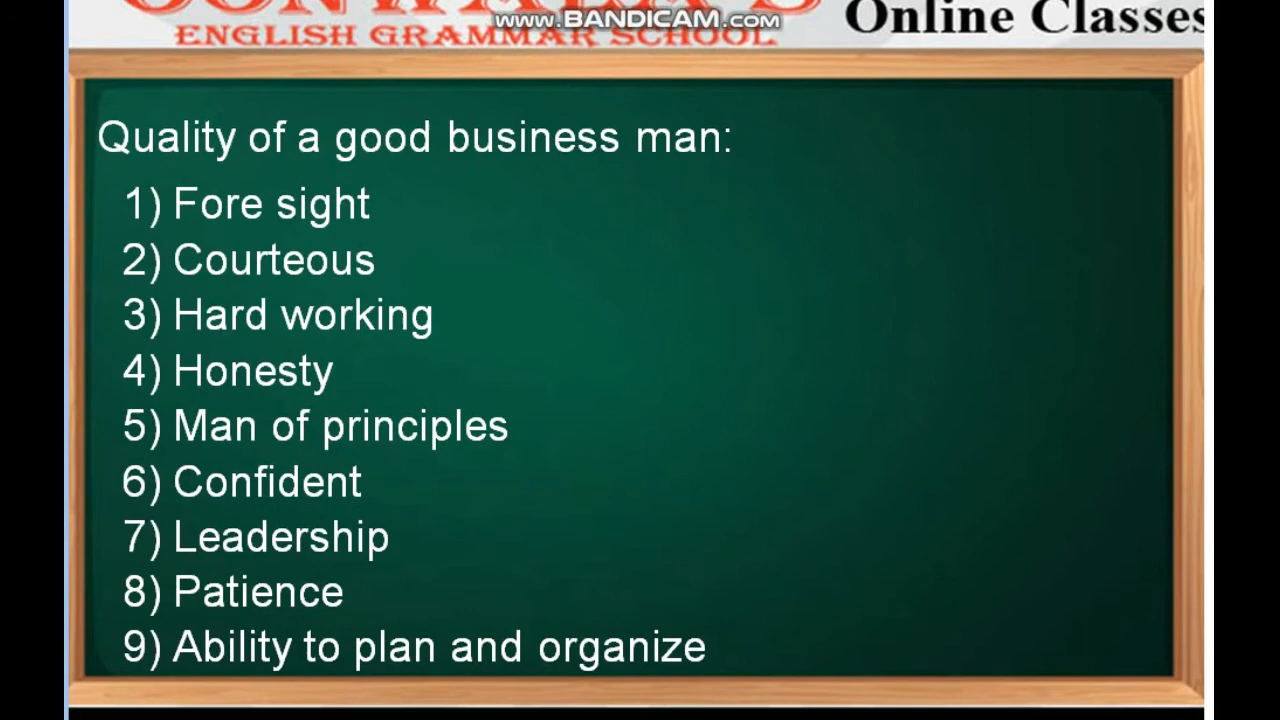 www.BANDICAM.com
Online Classes
ENGLISH GRAMMAR SCHOOL
Quality of a good business man:
1) Fore sight
2) Courteous
3) Hard working
4) Honesty
5) Man of principles
6) Confident
7) Leadership
8) Patience
9) Ability to plan and organize